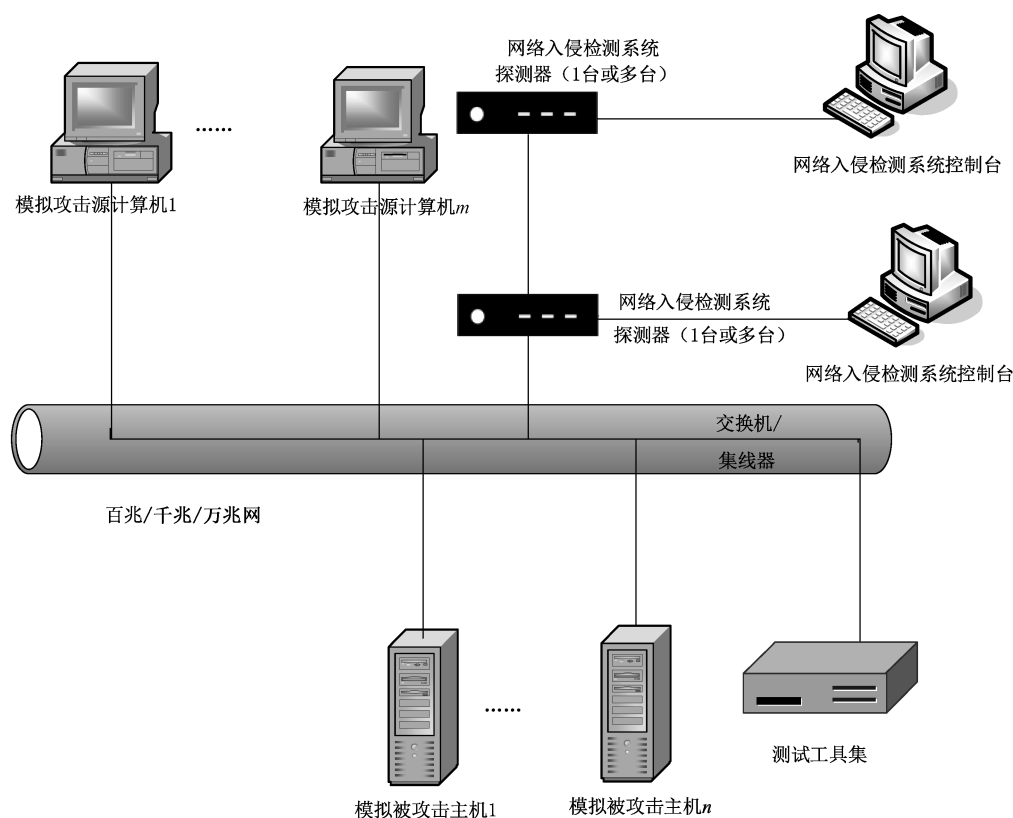 网络入侵检测系统
探测器（1台或多台）
……
网络入侵检测系统控制台
模拟攻击源计算机1
模拟攻击源计算机m
网络入侵检测系统
探测器（1台或多台）
网络入侵检测系统控制台
交换机/
集线器
百兆/千兆/万兆网
……
测试工具集
模拟被攻击主机1
模拟被攻击主机n